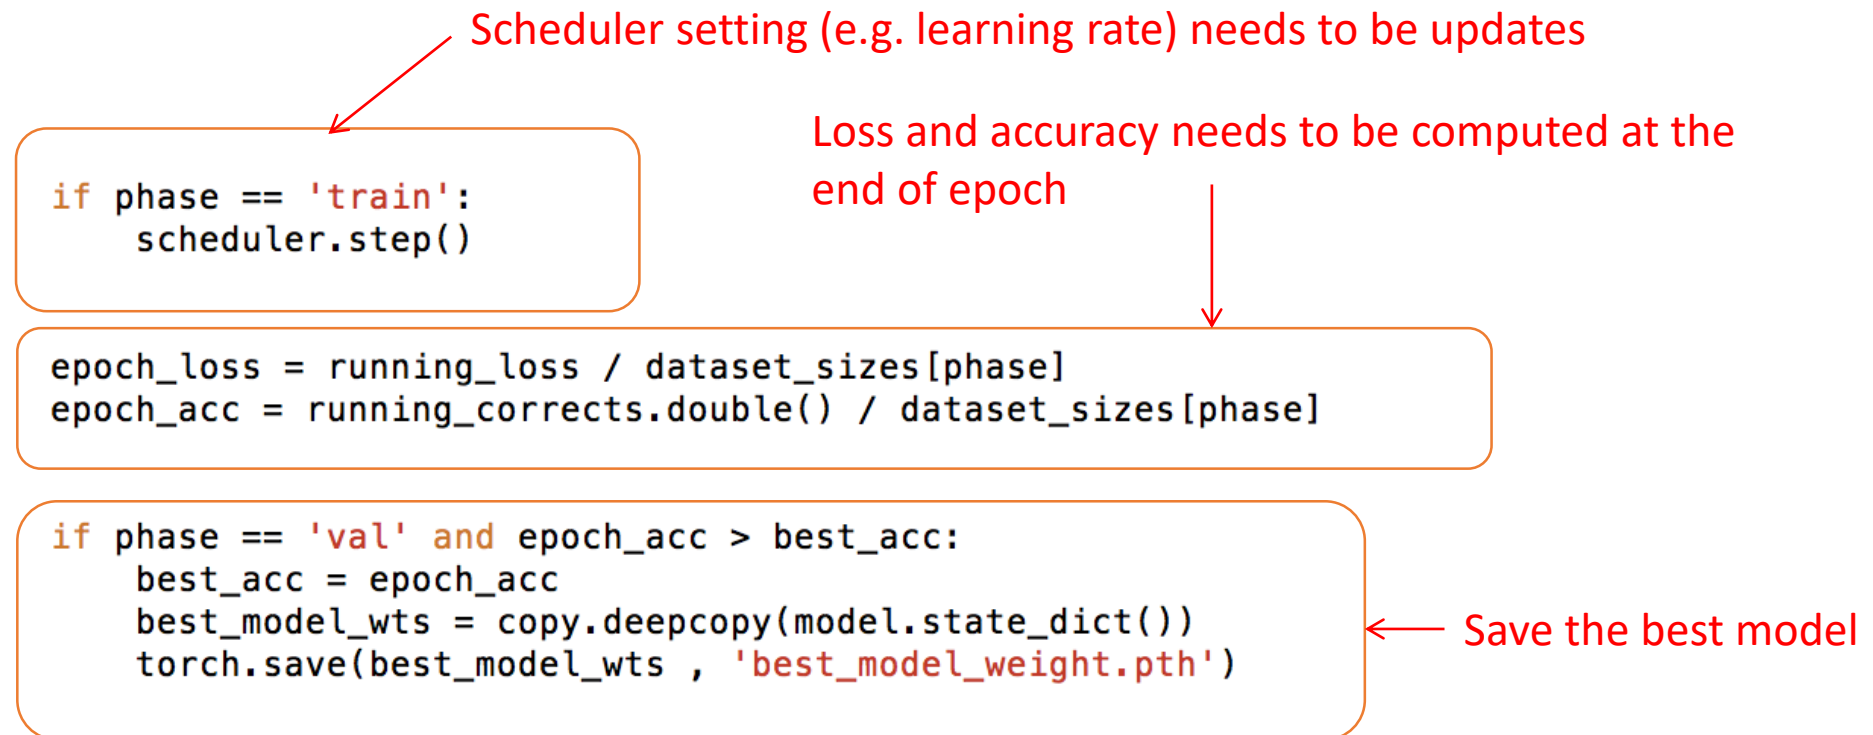 Scheduler setting (e.g. learning rate) needs to be updates
Loss and accuracy needs to be computed at the
end of epoch
if phase == 'train':
    scheduler.step()
epoch_loss = running_loss / dataset_sizes[phase]
epoch_acc = running_corrects.double() / dataset_sizes[phase]
if phase == 'val' and epoch_acc > best_acc:
    best_acc = epoch_acc
    best_model_wts = copy.deepcopy(model.state_dict())
    torch.save(best_model_wts , 'best_model_weight.pth')
Save the best model